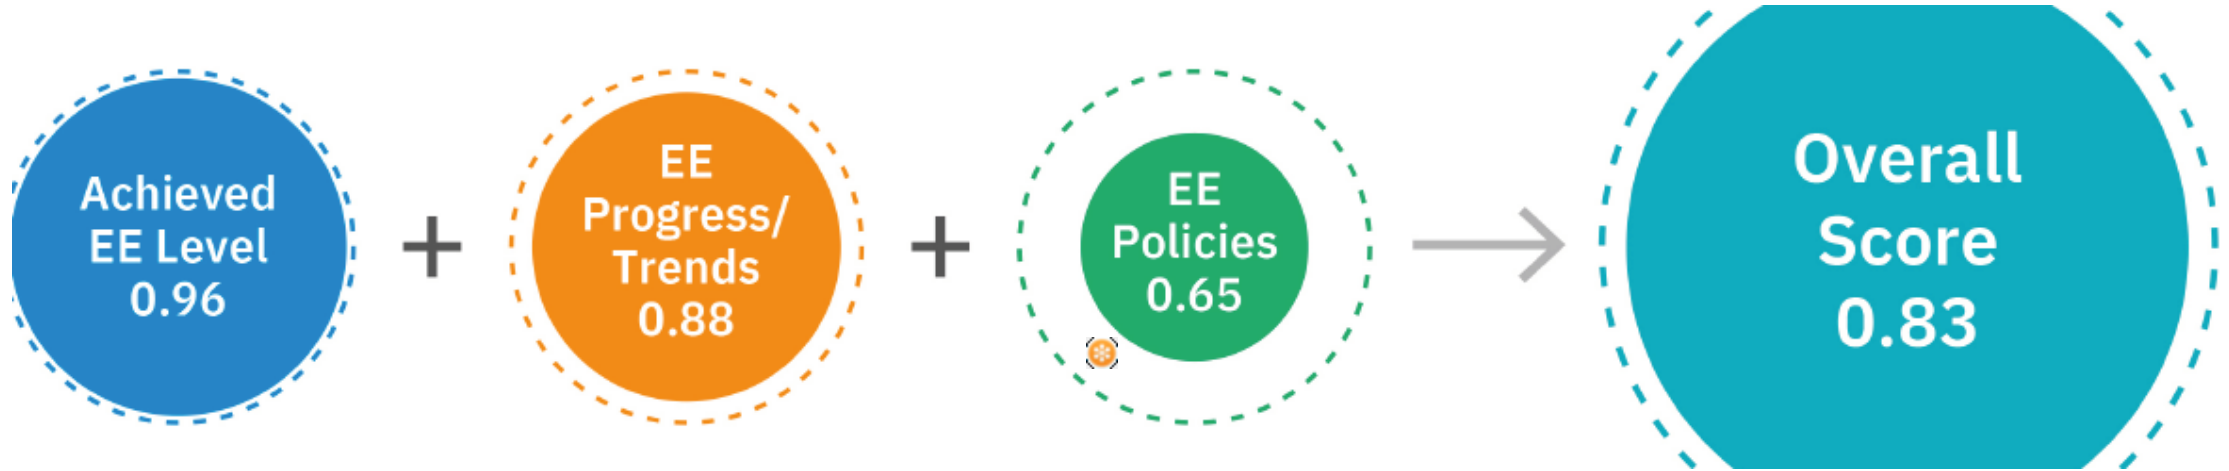 Achieved
EE Level
0.96
+
EE
Progress/
Trends
0.88
+
EE
Policies
0.65
Overall
Score
0.83